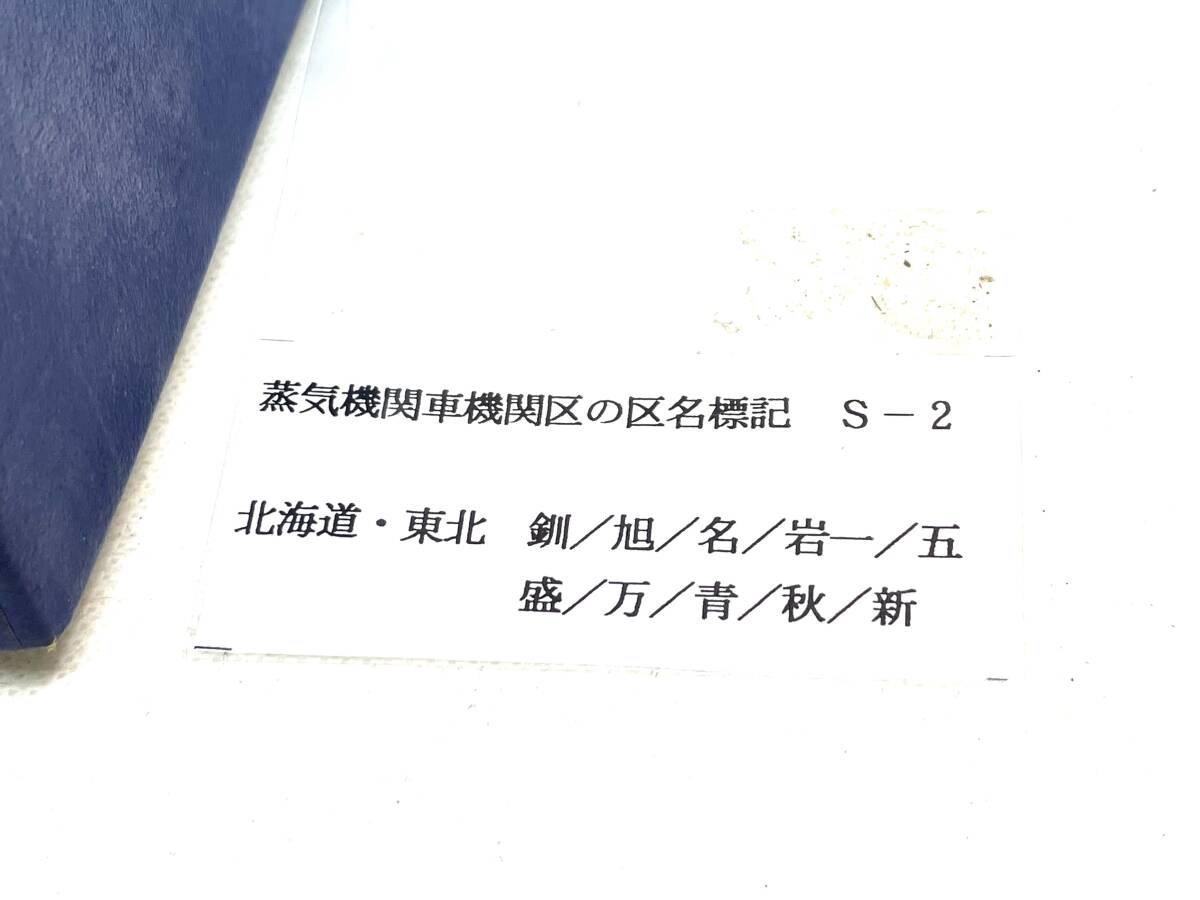 蒸気機関車機関区の区名標記　Ｓ－２
北海道・東北　釧／旭／名／岩一／五
盛／万／青／秋／新